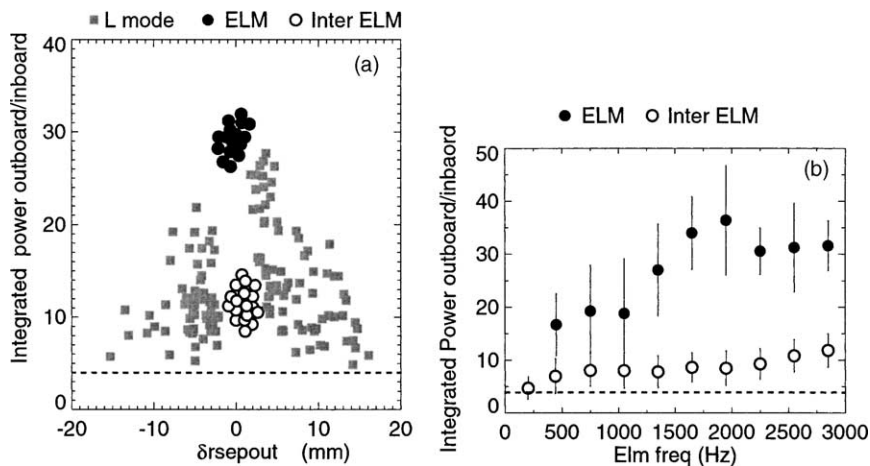 L mode ELM Inter ELM
(a)
Integrated power outboard/inboard
40
30
20
10
0
-20 -10 0 10 20
δrsepout (mm)
ELM Inter ELM
(b)
Integrated Power outboard/inbaord
50
40
30
20
10
0
0 500 1000 1500 2000 2500 3000
Elm freq (Hz)